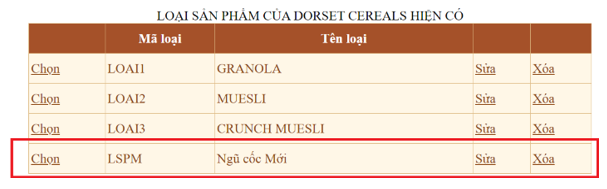 LOẠI SẢN PHẨM CỦA DORSET CEREALS HIỆN CÓ
Mã loại Tên loại
Chọn LOAI1 GRANOLA Sửa Xóa
Chọn LOAI2 MUESLI Sửa Xóa
Chọn LOAI3 CRUNCH MUESLI Sửa Xóa
Chọn LSPM Ngũ cốc Mới Sửa Xóa